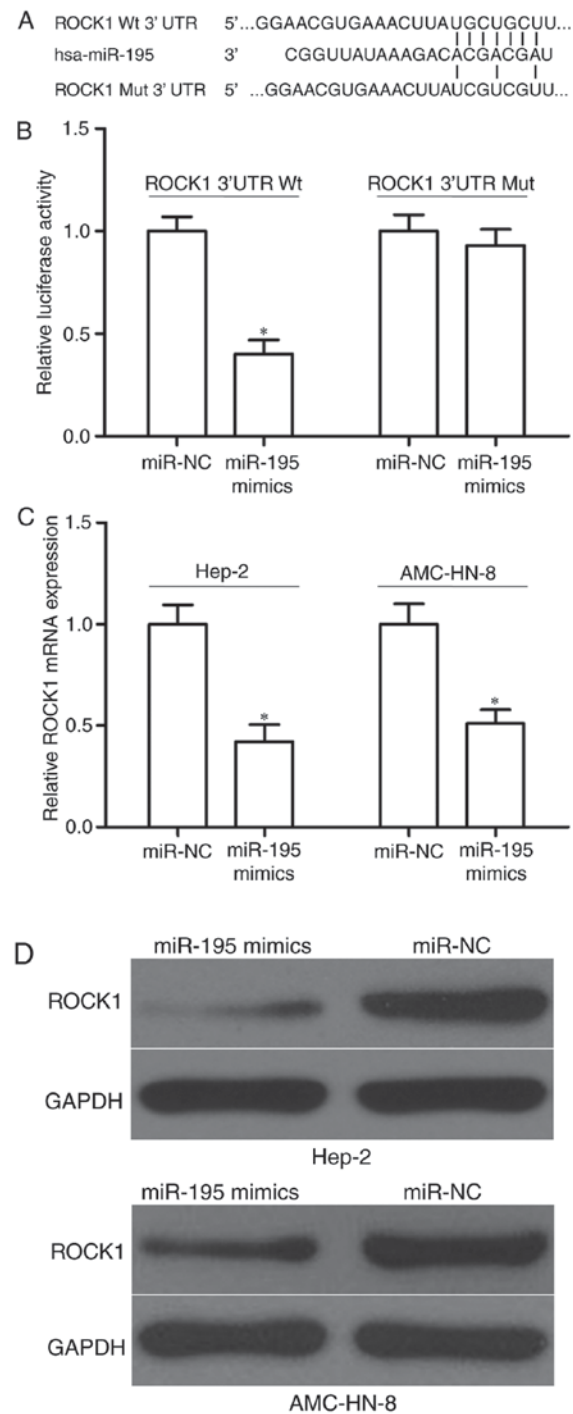 A
ROCK1 Wt 3' UTR 5'...GGAACGUGAAACUUAUGCUGCUU...
hsa-miR-195 3' CGGUUAUAAAGACACGACGAU
ROCK1 Mut 3' UTR 5' ...GGAACGUGAAACUUAUCGUCGUU...
B
Relative luciferase activity
1.5
1.0
0.5
0.0
ROCK1 3'UTR Wt ROCK1 3'UTR Mut
*
miR-NC miR-195 mimics miR-NC miR-195 mimics
C
Relative ROCK1 mRNA expression
1.5
1.0
0.5
0.0
Hep-2 AMC-HN-8
* *
miR-NC miR-195 mimics miR-NC miR-195 mimics
D
miR-195 mimics miR-NC
ROCK1
GAPDH
Hep-2
miR-195 mimics miR-NC
ROCK1
GAPDH
AMC-HN-8